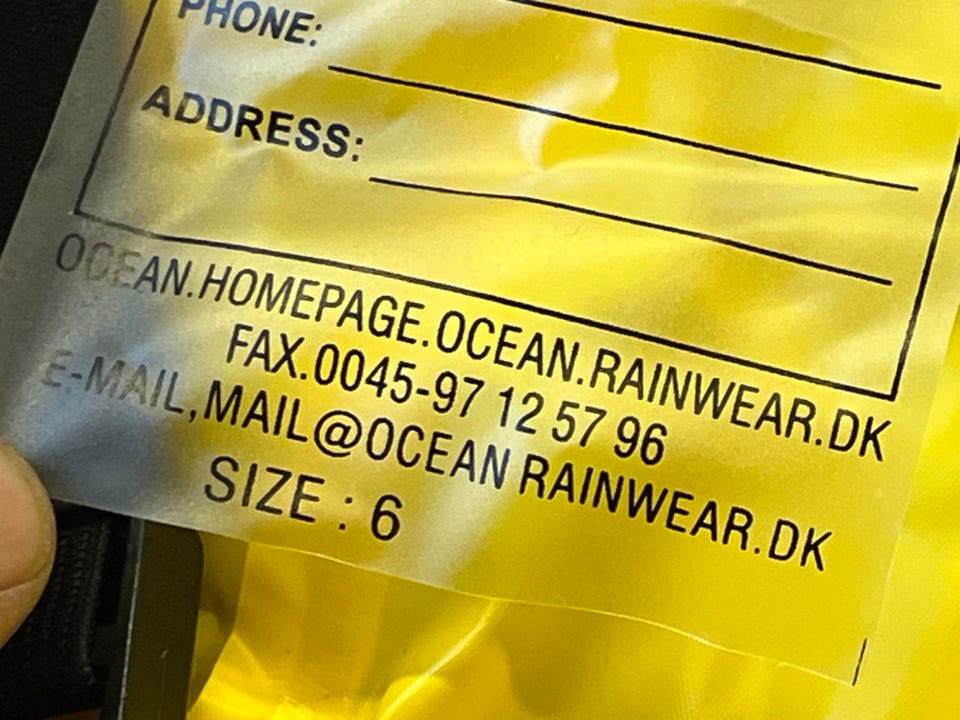 PHONE:
ADDRESS:
OCEAN.HOMEPAGE.OCEAN.RAINWEAR.DK
FAX.0045-97 12 57 96
E-MAIL,MAIL@OCEAN RAINWEAR.DK
SIZE : 6